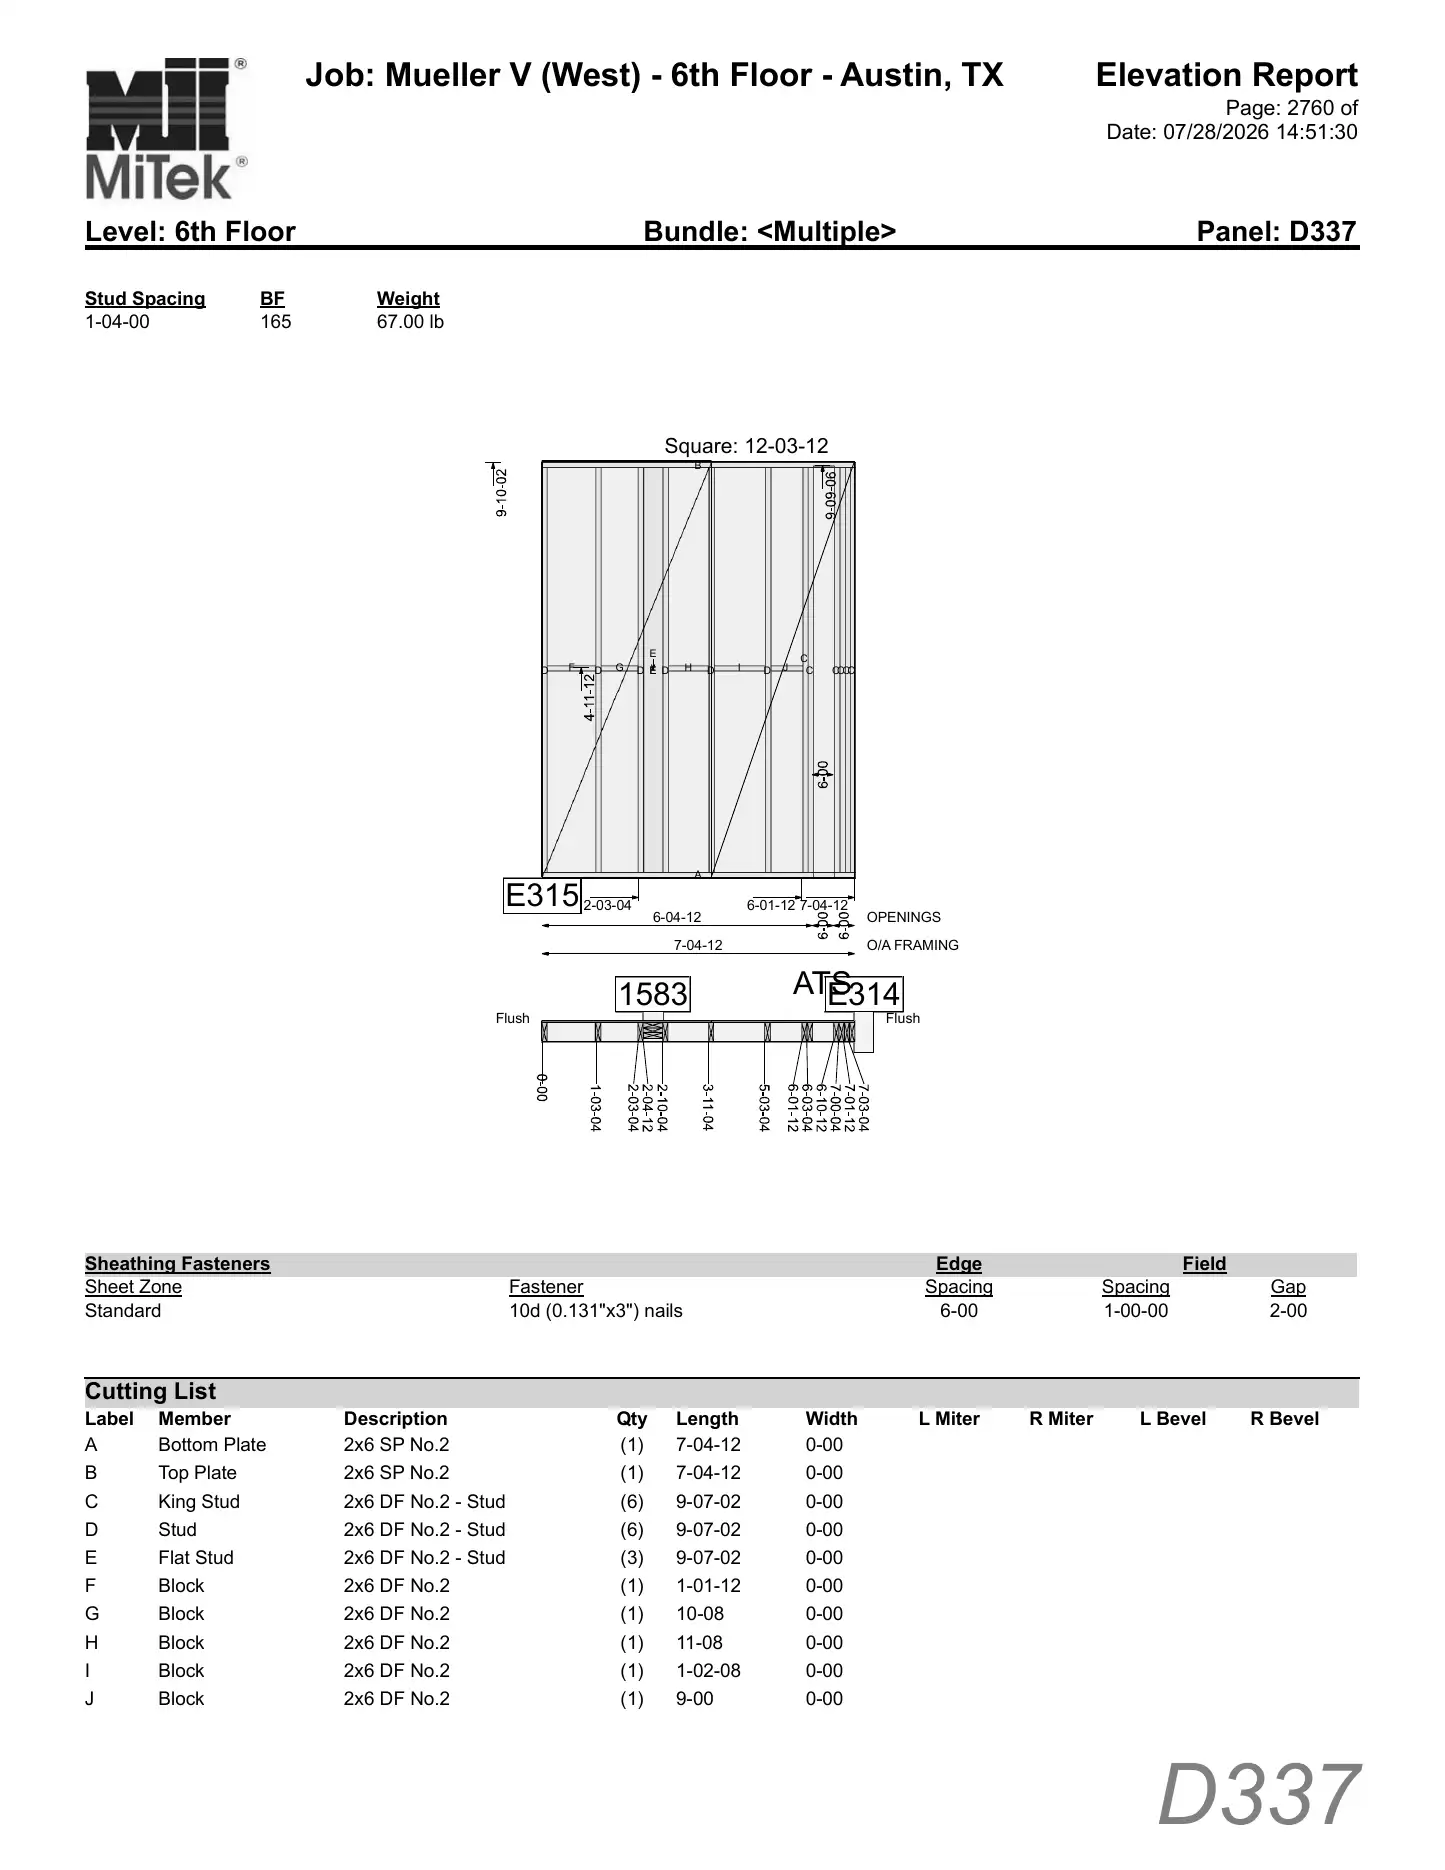 Job: Mueller V (West) - 6th Floor - Austin, TX
Elevation Report
Page: 2760 of
Date: 07/28/2026 14:51:30
MiTek®
Level: 6th Floor Bundle: <Multiple> Panel: D337
Stud Spacing BF Weight
1-04-00 165 67.00 lb
Square: 12-03-12
B
9-10-02
9-09-06
E
C
D F D G D E D H D I D J C C C C C
4-11-12
6-00
A
E315 2-03-04 6-01-12 7-04-12
6-04-12 6-00 6-00 OPENINGS
7-04-12 O/A FRAMING
1583 ATS E314
Flush Flush
0-00 1-03-04 2-03-04 2-04-12 2-10-04 3-11-04 5-03-04 6-01-12 6-03-04 6-10-12 7-00-04 7-01-12 7-03-04
Sheathing Fasteners Edge Field
Sheet Zone Fastener Spacing Spacing Gap
Standard 10d (0.131"x3") nails 6-00 1-00-00 2-00
Cutting List
Label Member Description Qty Length Width L Miter R Miter L Bevel R Bevel
A Bottom Plate 2x6 SP No.2 (1) 7-04-12 0-00
B Top Plate 2x6 SP No.2 (1) 7-04-12 0-00
C King Stud 2x6 DF No.2 - Stud (6) 9-07-02 0-00
D Stud 2x6 DF No.2 - Stud (6) 9-07-02 0-00
E Flat Stud 2x6 DF No.2 - Stud (3) 9-07-02 0-00
F Block 2x6 DF No.2 (1) 1-01-12 0-00
G Block 2x6 DF No.2 (1) 10-08 0-00
H Block 2x6 DF No.2 (1) 11-08 0-00
I Block 2x6 DF No.2 (1) 1-02-08 0-00
J Block 2x6 DF No.2 (1) 9-00 0-00
D337